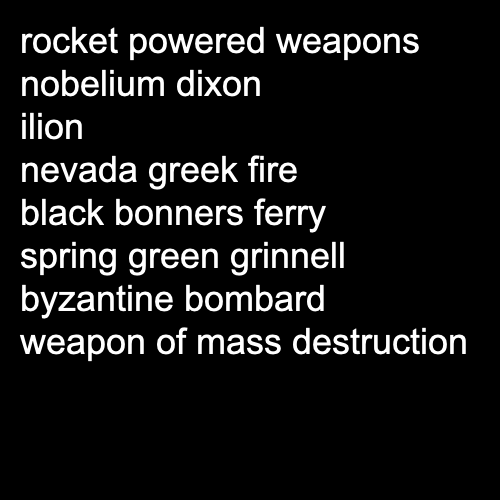 rocket powered weapons
nobelium dixon
ilion
nevada greek fire
black bonners ferry
spring green grinnell
byzantine bombard
weapon of mass destruction